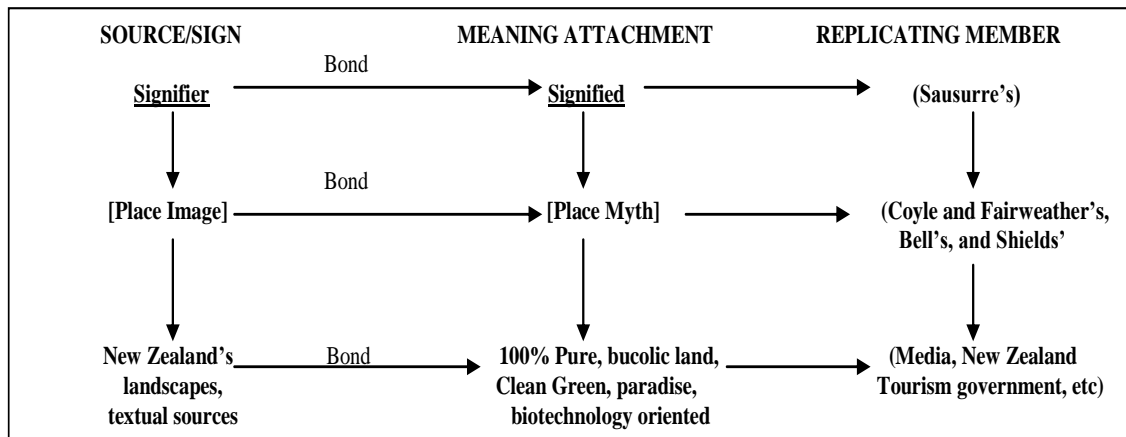 SOURCE/SIGN MEANING ATTACHMENT REPLICATING MEMBER
Bond
Signifier Signified (Sausurre's)
Bond
[Place Image] [Place Myth] (Coyle and Fairweather's,
Bell's, and Shields'
New Zealand's Bond 100% Pure, bucolic land, (Media, New Zealand
landscapes, Clean Green, paradise, Tourism government, etc)
textual sources biotechnology oriented